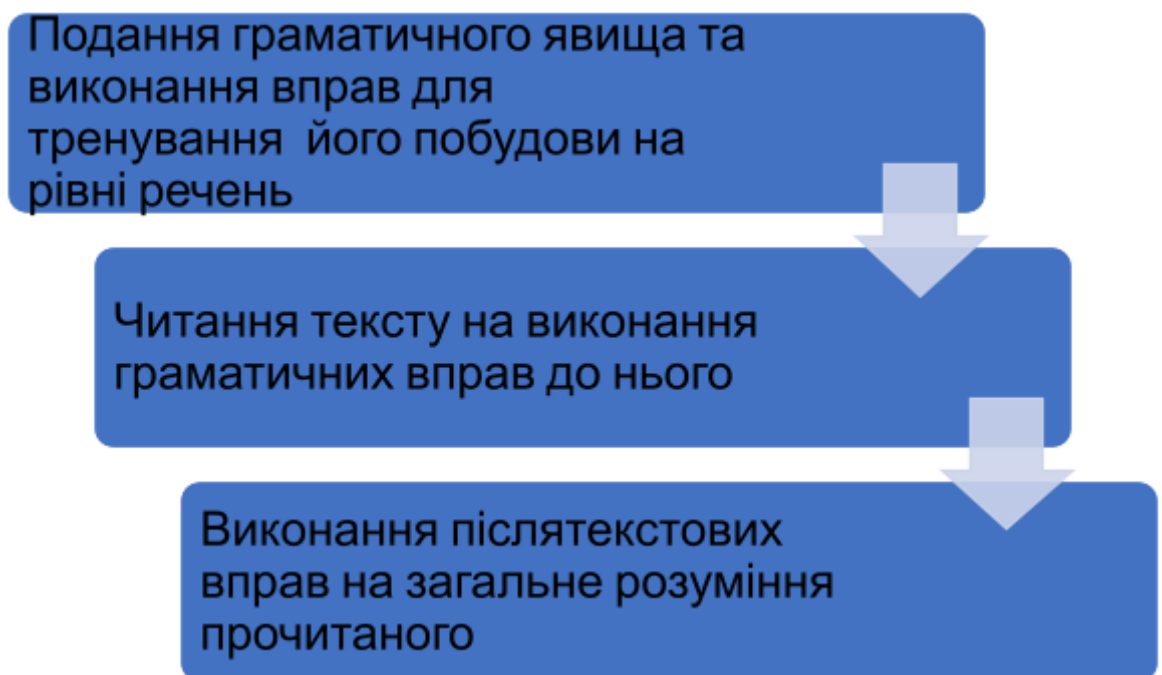 Подання граматичного явища та
виконання вправ для
тренування його побудови на
рівні речень
Читання тексту на виконання
граматичних вправ до нього
Виконання післятекстових
вправ на загальне розуміння
прочитаного